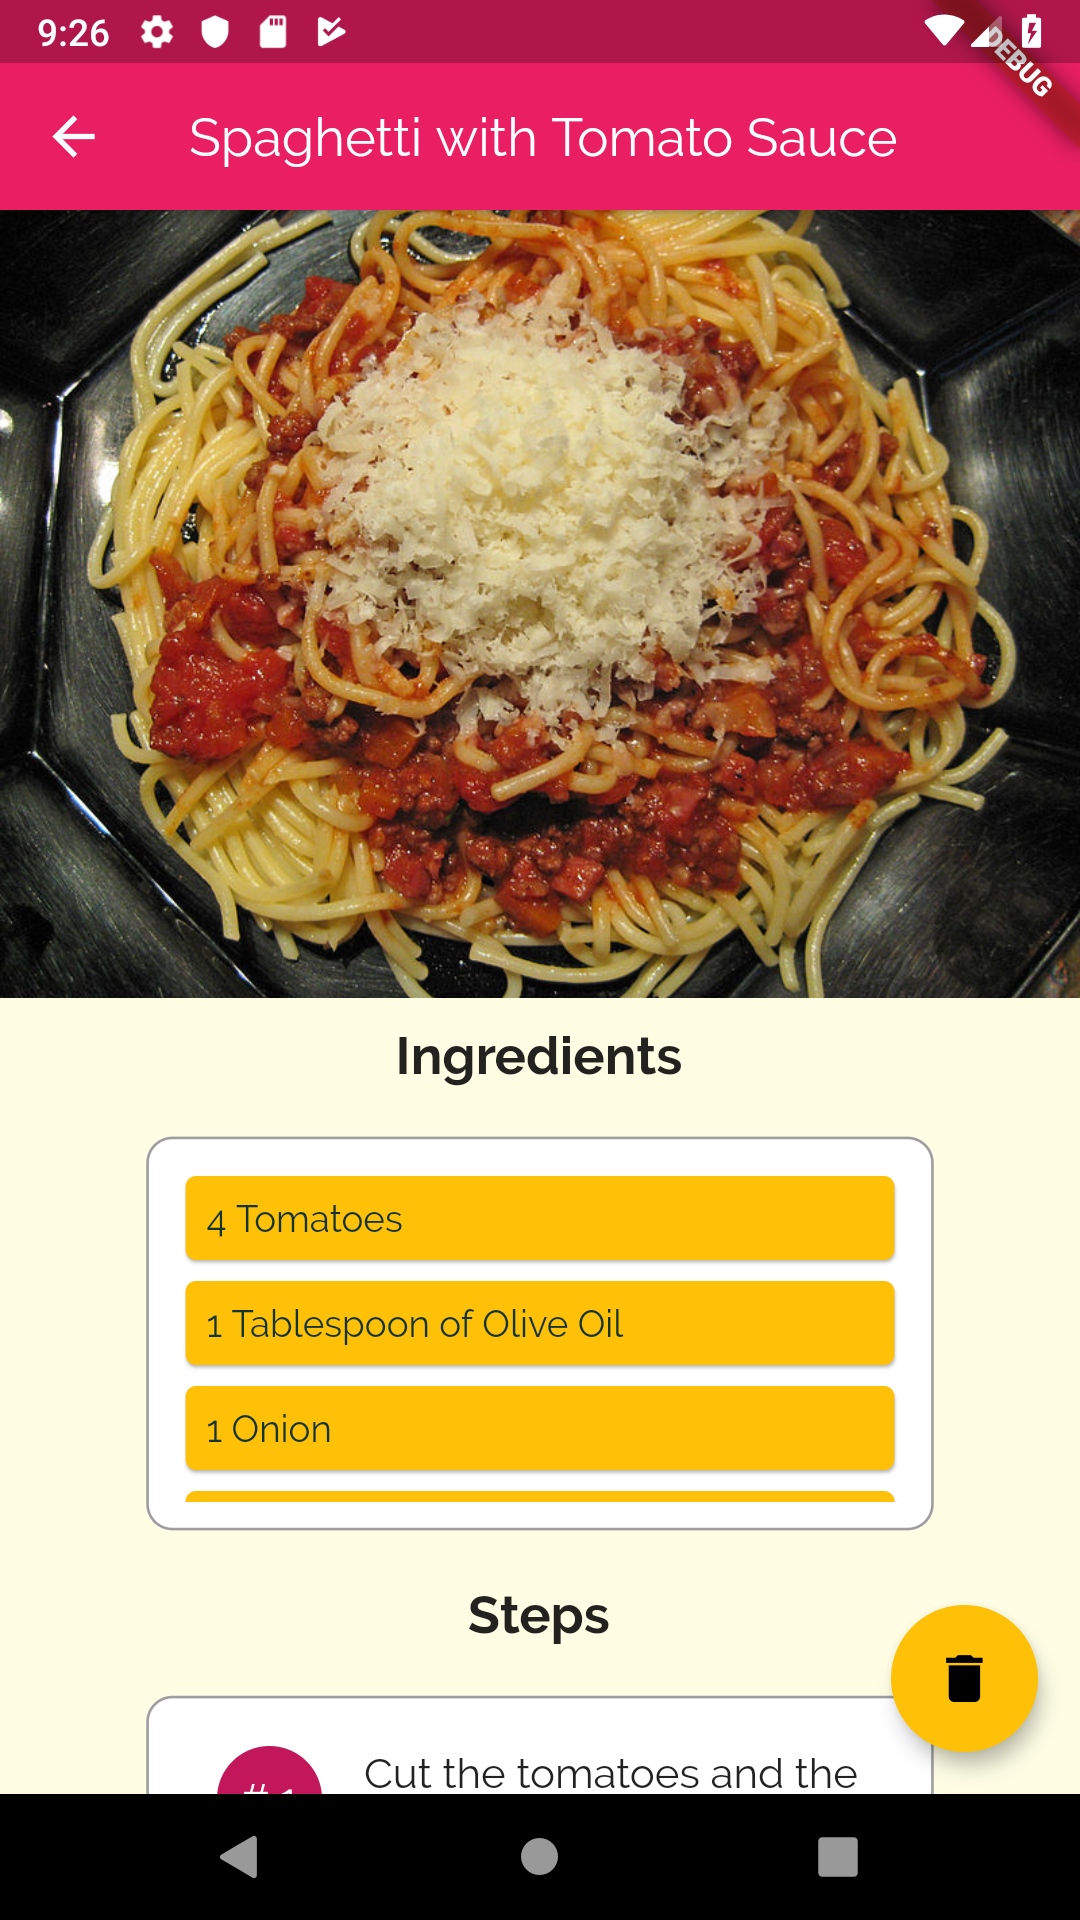 9:26
DEBUG
Spaghetti with Tomato Sauce
Ingredients
4 Tomatoes
1 Tablespoon of Olive Oil
1 Onion
Steps
Cut the tomatoes and the
# 1